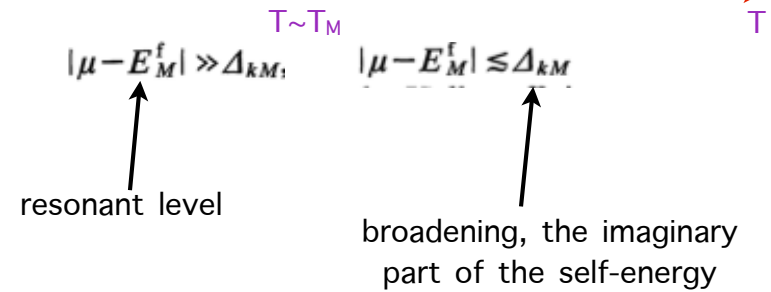 T~T_M T
|μ−E^f_M| ≫ Δ_kM, |μ−E^f_M| ≲ Δ_kM
resonant level
broadening, the imaginary
part of the self-energy